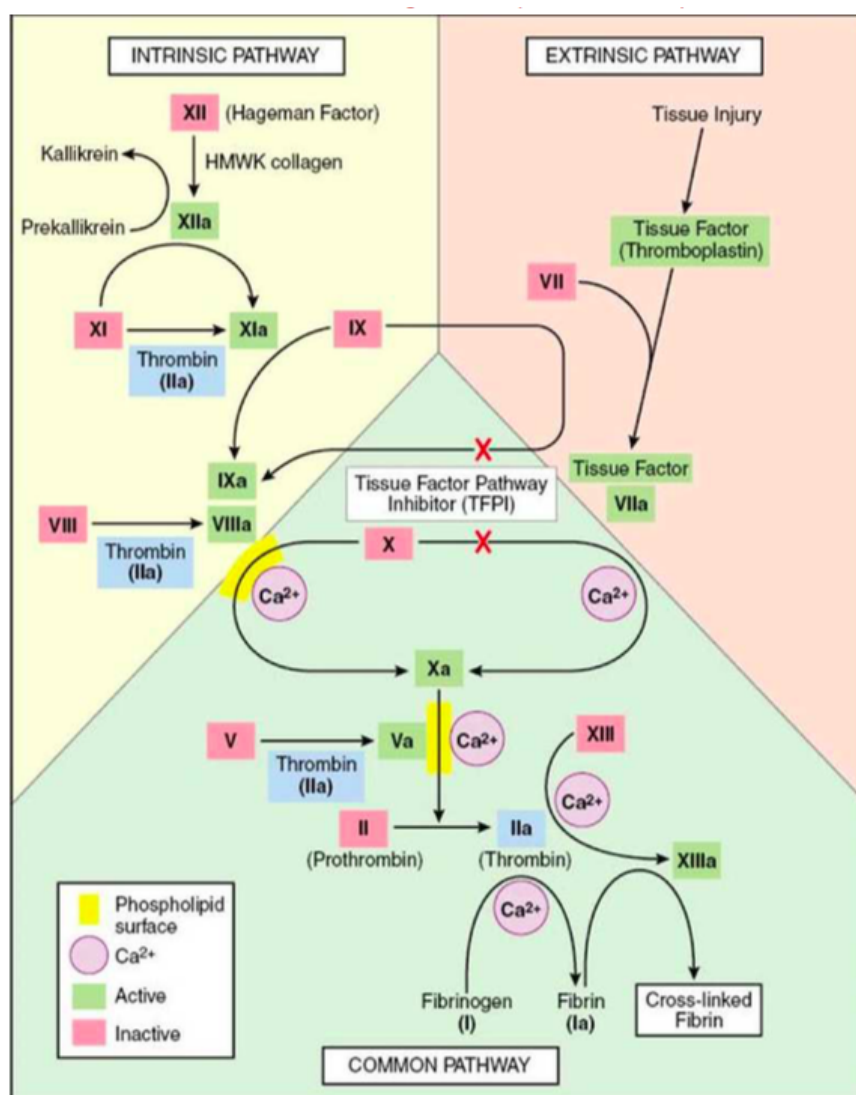 INTRINSIC PATHWAY
XII (Hageman Factor)
HMWK collagen
Kallikrein
Prekallikrein
XIIa
XI
XIa
Thrombin
(IIa)
IX
IXa
VIII
VIIIa
Thrombin
(IIa)
EXTRINSIC PATHWAY
Tissue Injury
Tissue Factor
(Thromboplastin)
VII
Tissue Factor
VIIa
Tissue Factor Pathway
Inhibitor (TFPI)
X
Ca2+
Ca2+
Xa
V
Va
Ca2+
Thrombin
(IIa)
II
(Prothrombin)
IIa
(Thrombin)
XIII
Ca2+
XIIIa
Ca2+
Fibrinogen
(I)
Fibrin
(Ia)
Cross-linked
Fibrin
Phospholipid
surface
Ca2+
Active
Inactive
COMMON PATHWAY